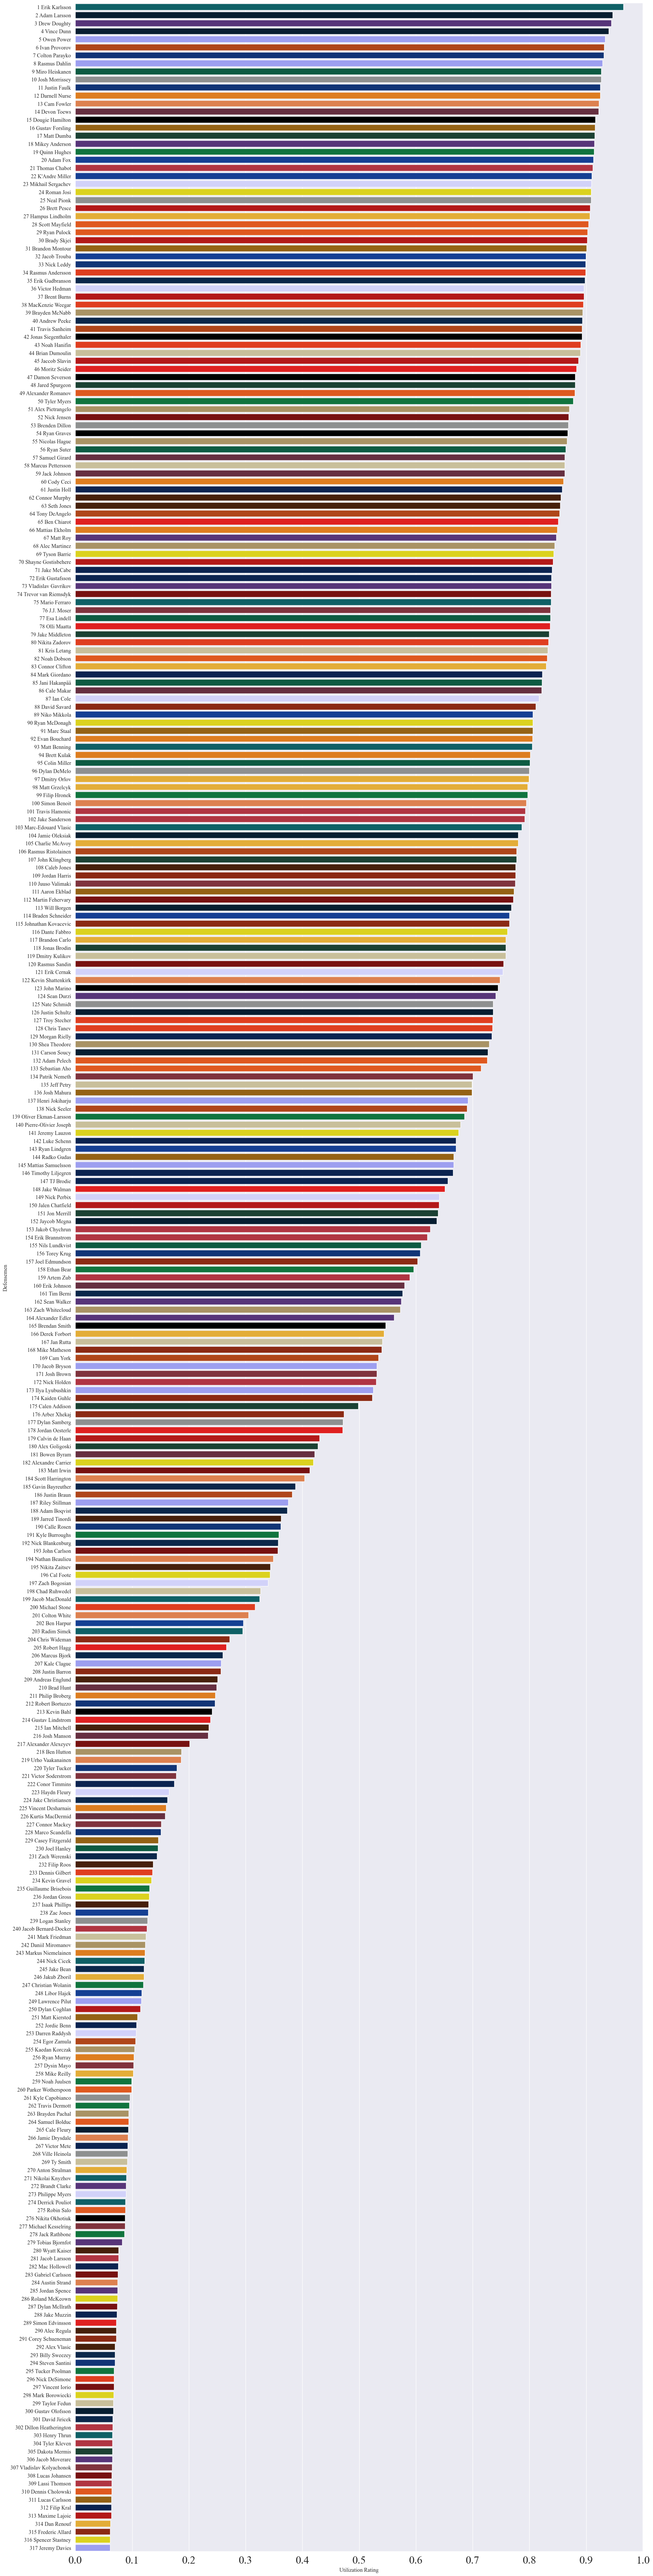 1 Erik Karlsson
2 Adam Larsson
3 Drew Doughty
4 Vince Dunn
5 Owen Power
6 Ivan Provorov
7 Colton Parayko
8 Rasmus Dahlin
9 Miro Heiskanen
10 Josh Morrissey
11 Justin Faulk
12 Darnell Nurse
13 Cam Fowler
14 Devon Toews
15 Dougie Hamilton
16 Gustav Forsling
17 Matt Dumba
18 Mikey Anderson
19 Quinn Hughes
20 Adam Fox
21 Thomas Chabot
22 K'Andre Miller
23 Mikhail Sergachev
24 Roman Josi
25 Neal Pionk
26 Brett Pesce
27 Hampus Lindholm
28 Scott Mayfield
29 Ryan Pulock
30 Brady Skjei
31 Brandon Montour
32 Jacob Trouba
33 Nick Leddy
34 Rasmus Andersson
35 Erik Gudbranson
36 Victor Hedman
37 Brent Burns
38 MacKenzie Weegar
39 Brayden McNabb
40 Andrew Peeke
41 Travis Sanheim
42 Jonas Siegenthaler
43 Noah Hanifin
44 Brian Dumoulin
45 Jaccob Slavin
46 Moritz Seider
47 Damon Severson
48 Jared Spurgeon
49 Alexander Romanov
50 Tyler Myers
51 Alex Pietrangelo
52 Nick Jensen
53 Brenden Dillon
54 Ryan Graves
55 Nicolas Hague
56 Ryan Suter
57 Samuel Girard
58 Marcus Pettersson
59 Jack Johnson
60 Cody Ceci
61 Justin Holl
62 Connor Murphy
63 Seth Jones
64 Tony DeAngelo
65 Ben Chiarot
66 Mattias Ekholm
67 Matt Roy
68 Alec Martinez
69 Tyson Barrie
70 Shayne Gostisbehere
71 Jake McCabe
72 Erik Gustafsson
73 Vladislav Gavrikov
74 Trevor van Riemsdyk
75 Mario Ferraro
76 J.J. Moser
77 Esa Lindell
78 Olli Maatta
79 Jake Middleton
80 Nikita Zadorov
81 Kris Letang
82 Noah Dobson
83 Connor Clifton
84 Mark Giordano
85 Jani Hakanpää
86 Cale Makar
87 Ian Cole
88 David Savard
89 Niko Mikkola
90 Ryan McDonagh
91 Marc Staal
92 Evan Bouchard
93 Matt Benning
94 Brett Kulak
95 Colin Miller
96 Dylan DeMelo
97 Dmitry Orlov
98 Matt Grzelcyk
99 Filip Hronek
100 Simon Benoit
101 Travis Hamonic
102 Jake Sanderson
103 Marc-Edouard Vlasic
104 Jamie Oleksiak
105 Charlie McAvoy
106 Rasmus Ristolainen
107 John Klingberg
108 Caleb Jones
109 Jordan Harris
110 Juuso Valimaki
111 Aaron Ekblad
112 Martin Fehervary
113 Will Borgen
114 Braden Schneider
115 Johnathan Kovacevic
116 Dante Fabbro
117 Brandon Carlo
118 Jonas Brodin
119 Dmitry Kulikov
120 Rasmus Sandin
121 Erik Cernak
122 Kevin Shattenkirk
123 John Marino
124 Sean Durzi
125 Nate Schmidt
126 Justin Schultz
127 Troy Stecher
128 Chris Tanev
129 Morgan Rielly
130 Shea Theodore
131 Carson Soucy
132 Adam Pelech
133 Sebastian Aho
134 Patrik Nemeth
135 Jeff Petry
136 Josh Mahura
137 Henri Jokiharju
138 Nick Seeler
139 Oliver Ekman-Larsson
140 Pierre-Olivier Joseph
141 Jeremy Lauzon
142 Luke Schenn
143 Ryan Lindgren
144 Radko Gudas
145 Mattias Samuelsson
146 Timothy Liljegren
147 TJ Brodie
148 Jake Walman
149 Nick Perbix
150 Jalen Chatfield
151 Jon Merrill
152 Jaycob Megna
153 Jakob Chychrun
154 Erik Brannstrom
155 Nils Lundkvist
156 Torey Krug
157 Joel Edmundson
158 Ethan Bear
159 Artem Zub
160 Erik Johnson
161 Tim Berni
162 Sean Walker
163 Zach Whitecloud
164 Alexander Edler
165 Brendan Smith
166 Derek Forbort
167 Jan Rutta
168 Mike Matheson
169 Cam York
170 Jacob Bryson
171 Josh Brown
172 Nick Holden
173 Ilya Lyubushkin
174 Kaiden Guhle
175 Calen Addison
176 Arber Xhekaj
177 Dylan Samberg
178 Jordan Oesterle
179 Calvin de Haan
180 Alex Goligoski
181 Bowen Byram
182 Alexandre Carrier
183 Matt Irwin
184 Scott Harrington
185 Gavin Bayreuther
186 Justin Braun
187 Riley Stillman
188 Adam Boqvist
189 Jarred Tinordi
190 Calle Rosen
191 Kyle Burroughs
192 Nick Blankenburg
193 John Carlson
194 Nathan Beaulieu
195 Nikita Zaitsev
196 Cal Foote
197 Zach Bogosian
198 Chad Ruhwedel
199 Jacob MacDonald
200 Michael Stone
201 Colton White
202 Ben Harpur
203 Radim Simek
204 Chris Wideman
205 Robert Hagg
206 Marcus Bjork
207 Kale Clague
208 Justin Barron
209 Andreas Englund
210 Brad Hunt
211 Philip Broberg
212 Robert Bortuzzo
213 Kevin Bahl
214 Gustav Lindstrom
215 Ian Mitchell
216 Josh Manson
217 Alexander Alexeyev
218 Ben Hutton
219 Urho Vaakanainen
220 Tyler Tucker
221 Victor Soderstrom
222 Conor Timmins
223 Haydn Fleury
224 Jake Christiansen
225 Vincent Desharnais
226 Kurtis MacDermid
227 Connor Mackey
228 Marco Scandella
229 Casey Fitzgerald
230 Joel Hanley
231 Zach Werenski
232 Filip Roos
233 Dennis Gilbert
234 Kevin Gravel
235 Guillaume Brisebois
236 Jordan Gross
237 Isaak Phillips
238 Zac Jones
239 Logan Stanley
240 Jacob Bernard-Docker
241 Mark Friedman
242 Daniil Miromanov
243 Markus Niemelainen
244 Nick Cicek
245 Jake Bean
246 Jakub Zboril
247 Christian Wolanin
248 Libor Hajek
249 Lawrence Pilut
250 Dylan Coghlan
251 Matt Kiersted
252 Jordie Benn
253 Darren Raddysh
254 Egor Zamula
255 Kaedan Korczak
256 Ryan Murray
257 Dysin Mayo
258 Mike Reilly
259 Noah Juulsen
260 Parker Wotherspoon
261 Kyle Capobianco
262 Travis Dermott
263 Brayden Pachal
264 Samuel Bolduc
265 Cale Fleury
266 Jamie Drysdale
267 Victor Mete
268 Ville Heinola
269 Ty Smith
270 Anton Stralman
271 Nikolai Knyzhov
272 Brandt Clarke
273 Philippe Myers
274 Derrick Pouliot
275 Robin Salo
276 Nikita Okhotiuk
277 Michael Kesselring
278 Jack Rathbone
279 Tobias Bjornfot
280 Wyatt Kaiser
281 Jacob Larsson
282 Mac Hollowell
283 Gabriel Carlsson
284 Austin Strand
285 Jordan Spence
286 Roland McKeown
287 Dylan McIlrath
288 Jake Muzzin
289 Simon Edvinsson
290 Alec Regula
291 Corey Schueneman
292 Alex Vlasic
293 Billy Sweezey
294 Steven Santini
295 Tucker Poolman
296 Nick DeSimone
297 Vincent Iorio
298 Mark Borowiecki
299 Taylor Fedun
300 Gustav Olofsson
301 David Jiricek
302 Dillon Heatherington
303 Henry Thrun
304 Tyler Kleven
305 Dakota Mermis
306 Jacob Moverare
307 Vladislav Kolyachonok
308 Lucas Johansen
309 Lassi Thomson
310 Dennis Cholowski
311 Lucas Carlsson
312 Filip Kral
313 Maxime Lajoie
314 Dan Renouf
315 Frederic Allard
316 Spencer Stastney
317 Jeremy Davies
Defensemen
0.0 0.1 0.2 0.3 0.4 0.5 0.6 0.7 0.8 0.9 1.0
Utilization Rating